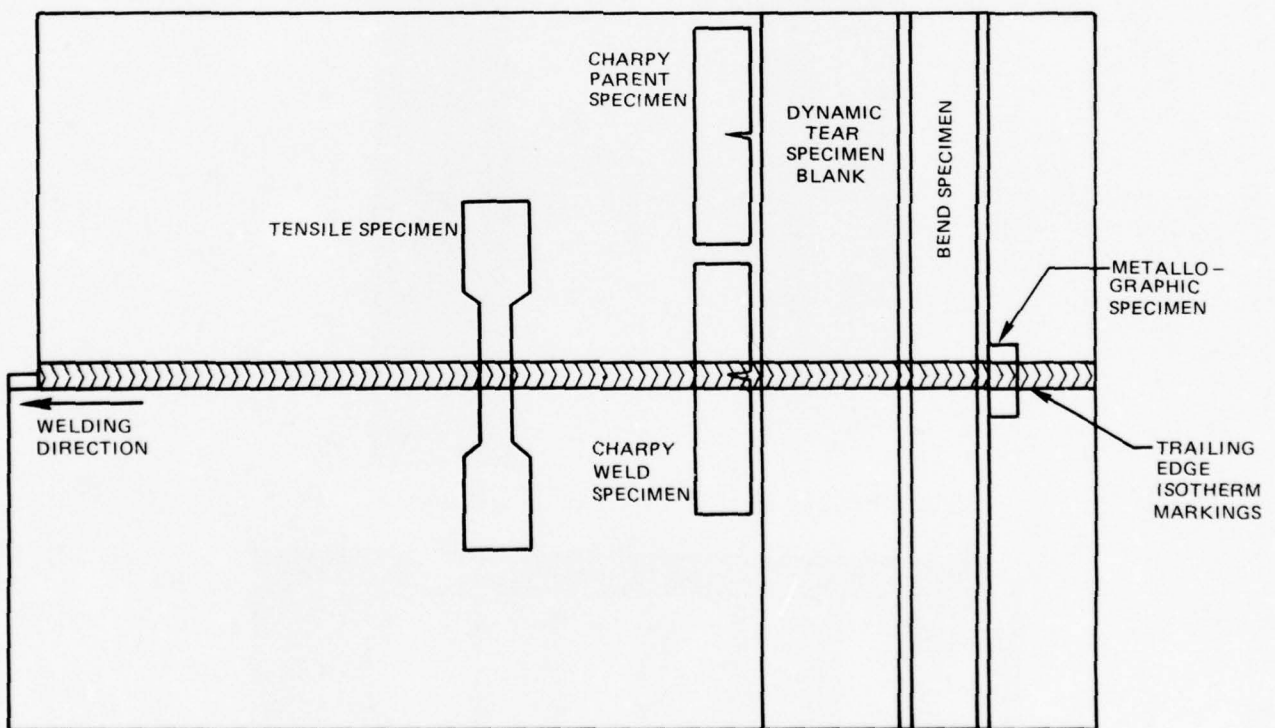 CHARPY
PARENT
SPECIMEN
DYNAMIC
TEAR
SPECIMEN
BLANK
BEND SPECIMEN
TENSILE SPECIMEN
METALLO-
GRAPHIC
SPECIMEN
WELDING
DIRECTION
CHARPY
WELD
SPECIMEN
TRAILING
EDGE
ISOTHERM
MARKINGS